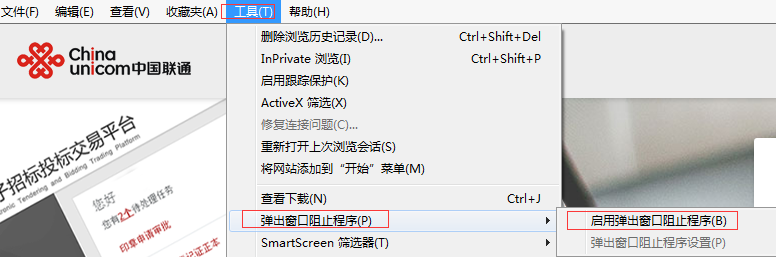 文件(F) 编辑(E) 查看(V) 收藏夹(A) 工具(T) 帮助(H)
China
unicom中国联通
子招标投标交易平台
ronic Tendering and Bidding Trading Platform
您好
您有2个待处理任务
印章申请审批
删除浏览历史记录(D)... Ctrl+Shift+Del
InPrivate 浏览(I) Ctrl+Shift+P
启用跟踪保护(K)
ActiveX 筛选(X)
修复连接问题(C)...
重新打开上次浏览会话(S)
将网站添加到“开始”菜单(M)
查看下载(N) Ctrl+J
弹出窗口阻止程序(P)
SmartScreen 筛选器(T)
启用弹出窗口阻止程序(B)
弹出窗口阻止程序设置(P)